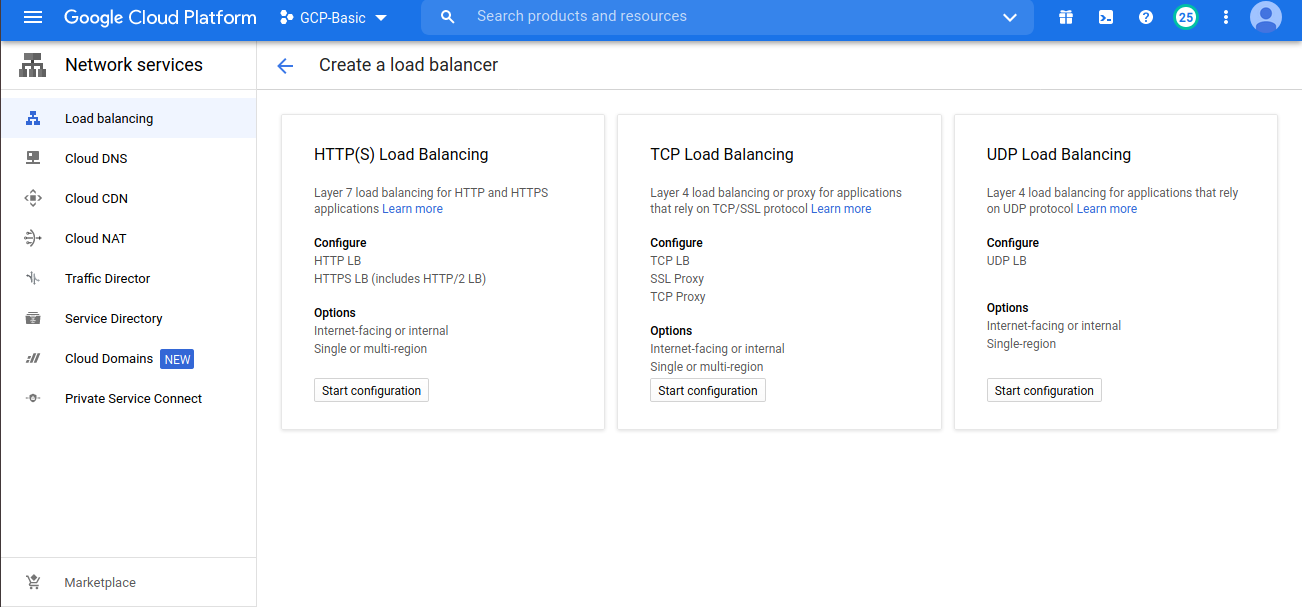 Google Cloud Platform
GCP-Basic
Search products and resources
25
Network services
Create a load balancer
Load balancing
Cloud DNS
Cloud CDN
Cloud NAT
Traffic Director
Service Directory
Cloud Domains NEW
Private Service Connect
Marketplace
HTTP(S) Load Balancing
Layer 7 load balancing for HTTP and HTTPS
applications Learn more
Configure
HTTP LB
HTTPS LB (includes HTTP/2 LB)
Options
Internet-facing or internal
Single or multi-region
Start configuration
TCP Load Balancing
Layer 4 load balancing or proxy for applications
that rely on TCP/SSL protocol Learn more
Configure
TCP LB
SSL Proxy
TCP Proxy
Options
Internet-facing or internal
Single or multi-region
Start configuration
UDP Load Balancing
Layer 4 load balancing for applications that rely
on UDP protocol Learn more
Configure
UDP LB
Options
Internet-facing or internal
Single-region
Start configuration